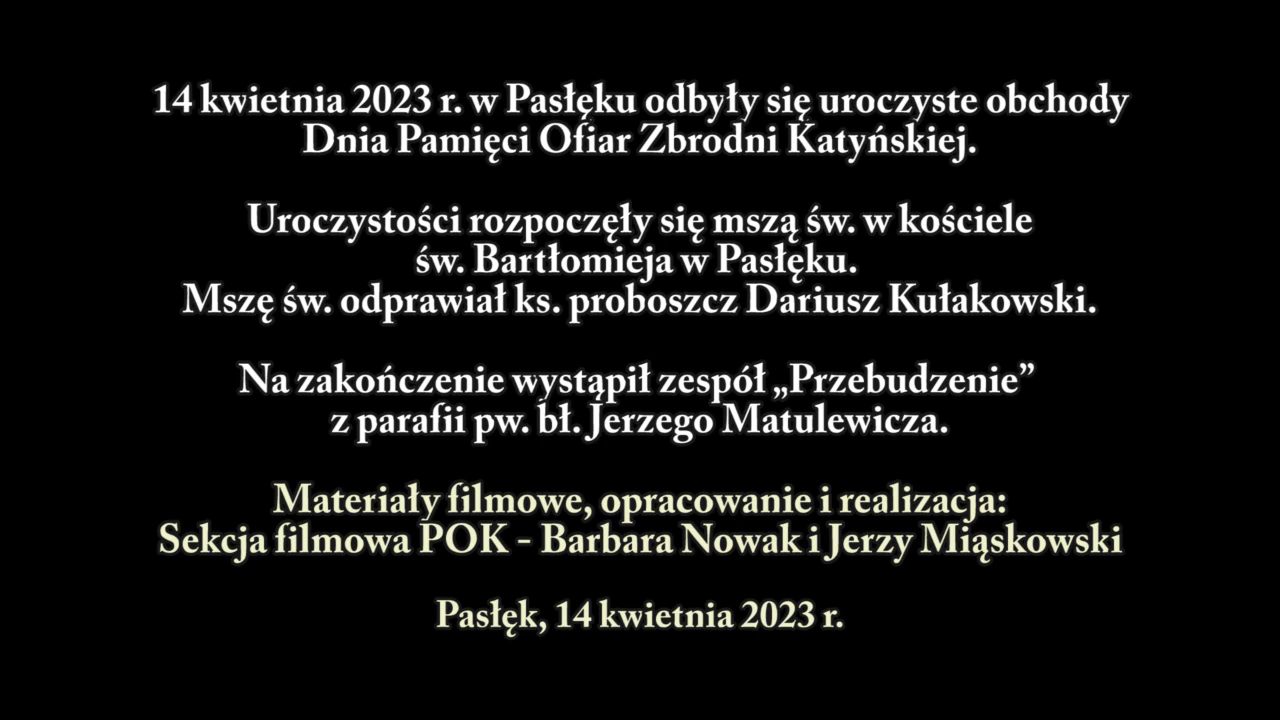 14 kwietnia 2023 r. w Pasłęku odbyły się uroczyste obchody
Dnia Pamięci Ofiar Zbrodni Katyńskiej.
Uroczystości rozpoczęły się mszą św. w kościele
św. Bartłomieja w Pasłęku.
Mszę św. odprawiał ks. proboszcz Dariusz Kułakowski.
Na zakończenie wystąpił zespół „Przebudzenie”
z parafii pw. bł. Jerzego Matulewicza.
Materiały filmowe, opracowanie i realizacja:
Sekcja filmowa POK - Barbara Nowak i Jerzy Miąskowski
Pasłęk, 14 kwietnia 2023 r.